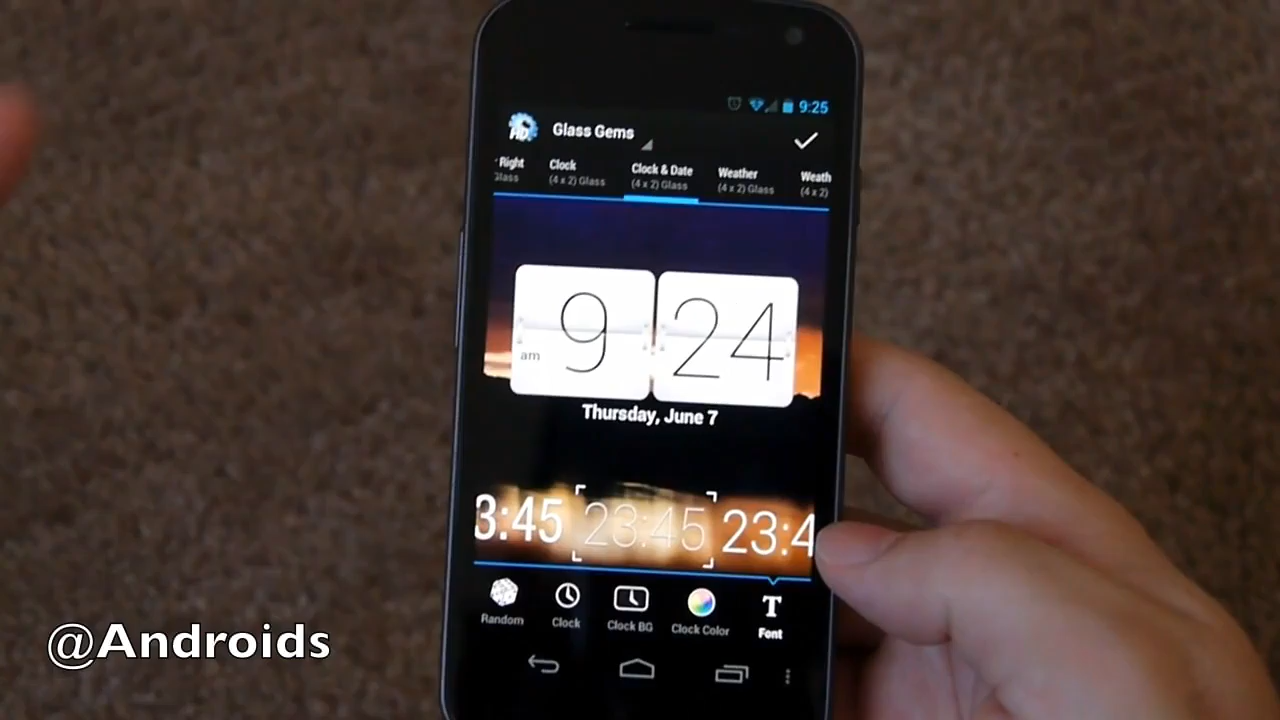 9:25
HD
Glass Gems
Right
Glass
Clock
(4 x 2) Glass
Clock & Date
(4 x 2) Glass
Weather
(4 x 2) Glass
Weath
(4 x 2)
9
24
am
Thursday, June 7
3:45
23:45
23:4
Random
Clock
Clock BG
Clock Color
T
Font
@Androids